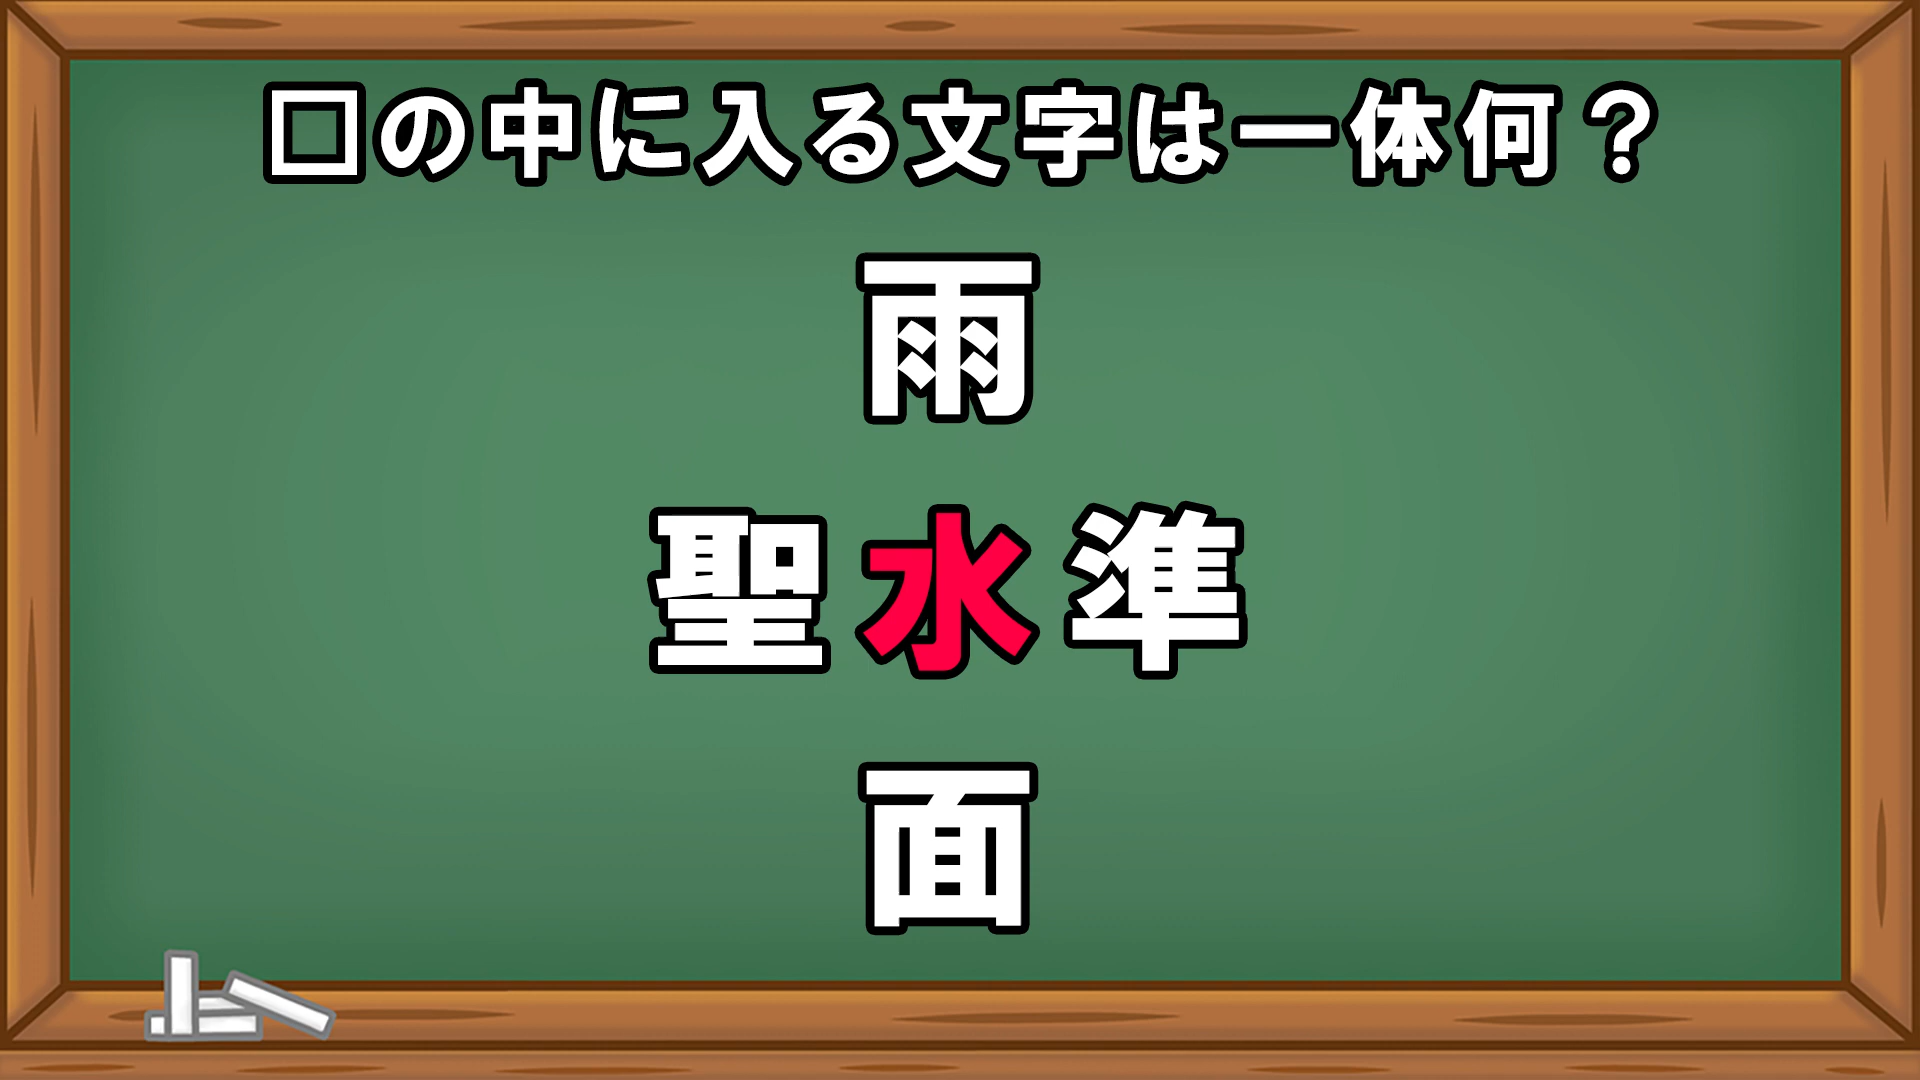 □の中に入る文字は一体何？
雨
聖水準
面